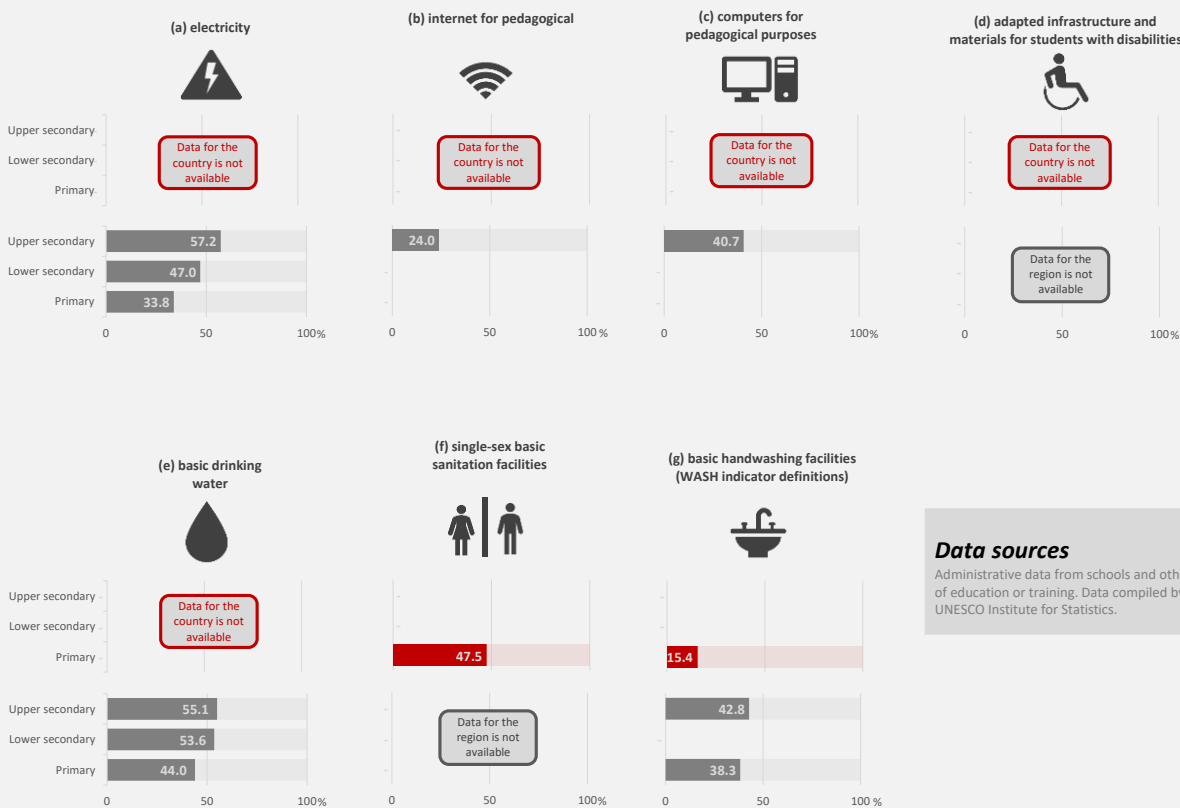 (a) electricity
(b) internet for pedagogical
(c) computers for
pedagogical purposes
(d) adapted infrastructure and
materials for students with disabilities
Upper secondary
Lower secondary
Primary
Data for the
country is not
available
Data for the
country is not
available
Data for the
country is not
available
Data for the
country is not
available
Upper secondary
57.2
Lower secondary
47.0
Primary
33.8
24.0
40.7
Data for the
region is not
available
0 50 100%
0 50 100%
0 50 100%
0 50 100%
(e) basic drinking
water
(f) single-sex basic
sanitation facilities
(g) basic handwashing facilities
(WASH indicator definitions)
Upper secondary
Lower secondary
Primary
Data for the
country is not
available
47.5
15.4
Upper secondary
55.1
Lower secondary
53.6
Primary
44.0
Data for the
region is not
available
42.8
38.3
0 50 100%
0 50 100%
0 50 100%
Data sources
Administrative data from schools and
of education or training. Data compiled
UNESCO Institute for Statistics.